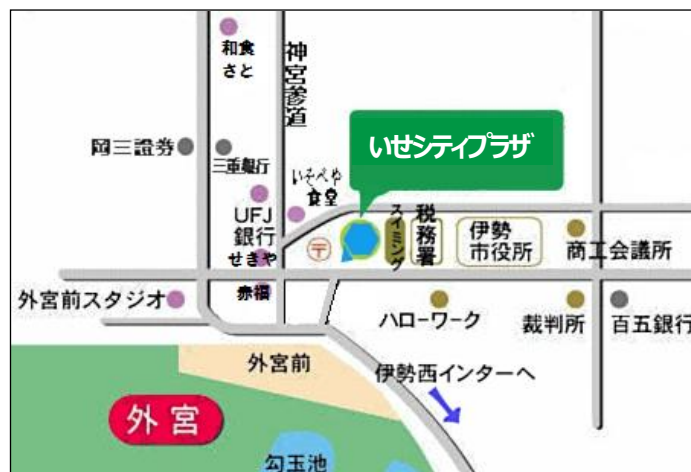 和食
さと
神宮参道
岡三證券
三重銀行
いせシティプラザ
いそべや
食堂
UFJ
銀行
せきや
〒
スイミング
税務署
伊勢
市役所
商工会議所
外宮前スタジオ
赤福
ハローワーク
裁判所
百五銀行
外宮前
伊勢西インターへ
外宮
勾玉池